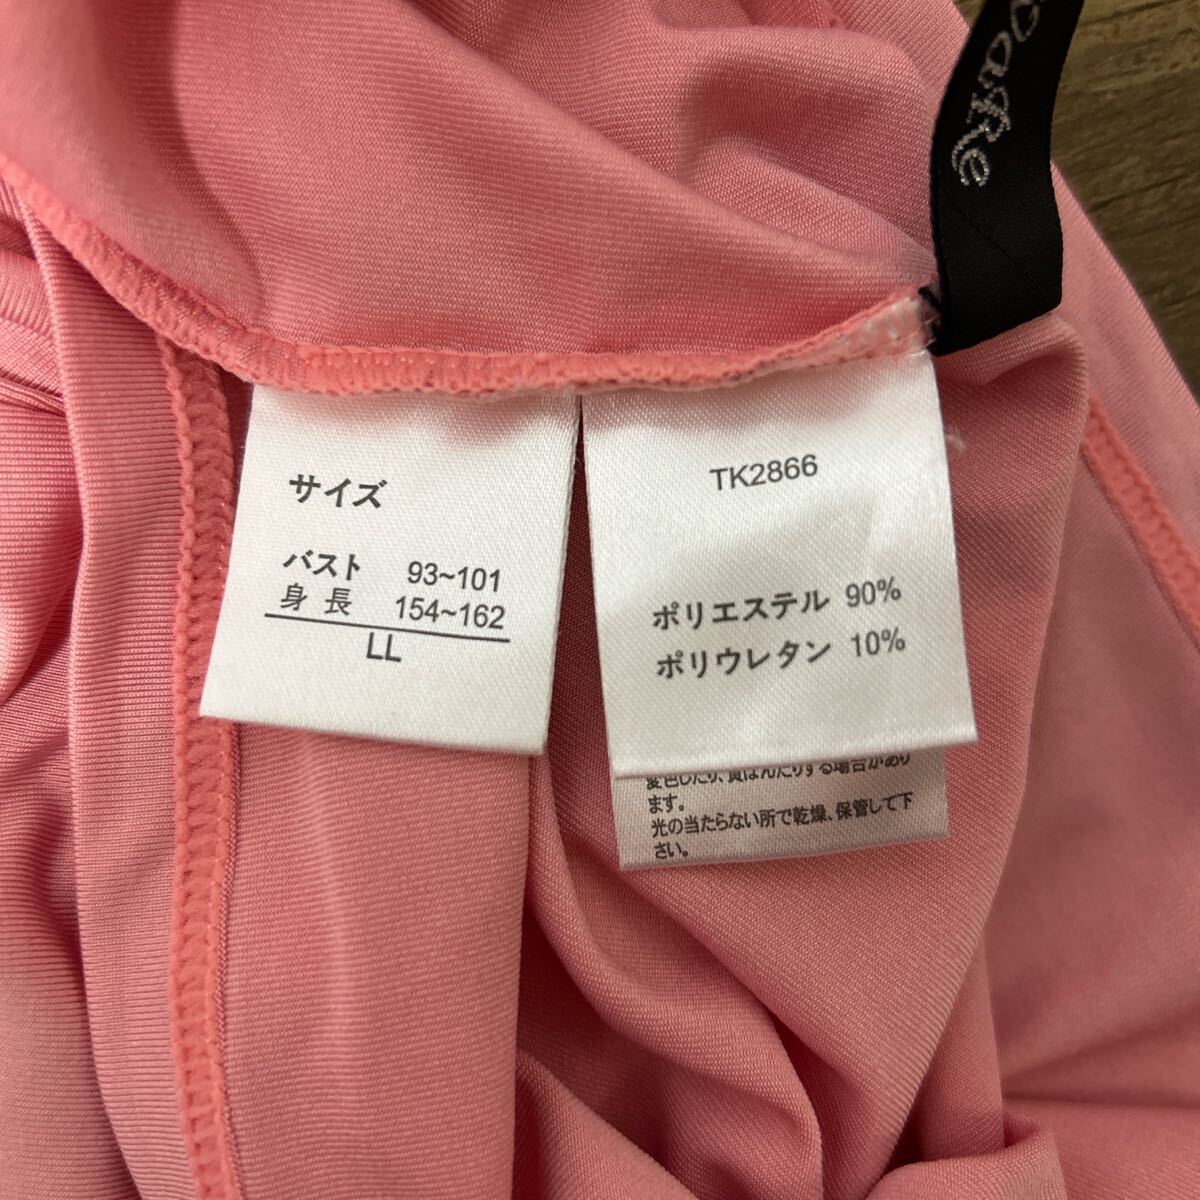 サイズ
バスト 93~101
身長 154~162
LL
TK2866
ポリエステル 90%
ポリウレタン 10%
変色したり、黄ばんだりする場合があり
ます。
光の当たらない所で乾燥、保管して下
さい。